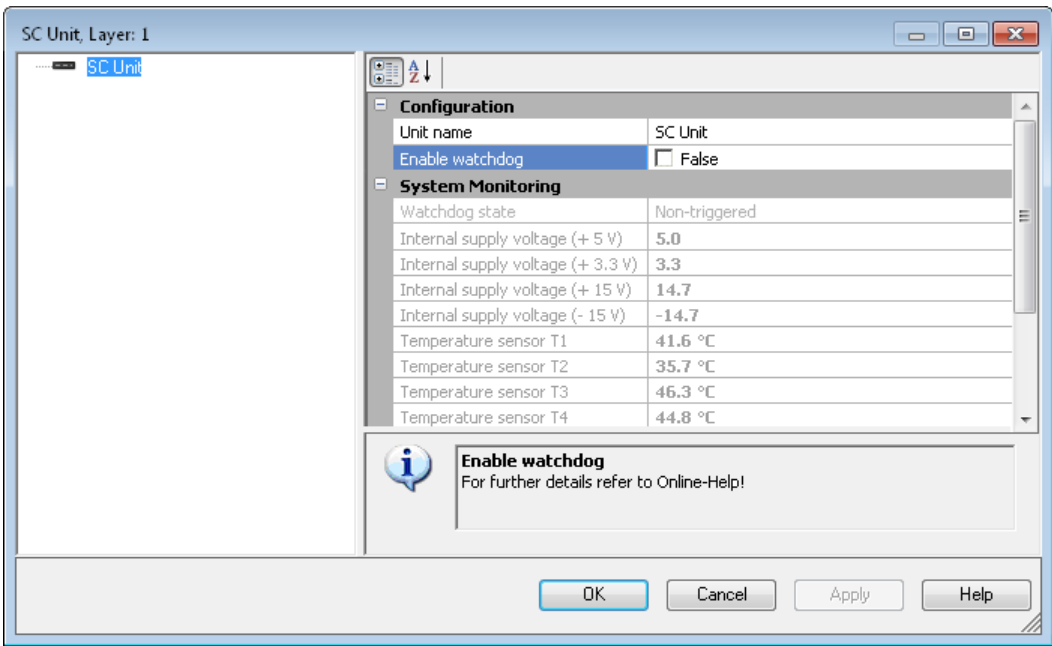 SC Unit, Layer: 1
SC Unit
A
Z
Configuration
Unit name SC Unit
Enable watchdog False
System Monitoring
Watchdog state Non-triggered
Internal supply voltage (+ 5 V) 5.0
Internal supply voltage (+ 3.3 V) 3.3
Internal supply voltage (+ 15 V) 14.7
Internal supply voltage (- 15 V) -14.7
Temperature sensor T1 41.6 °C
Temperature sensor T2 35.7 °C
Temperature sensor T3 46.3 °C
Temperature sensor T4 44.8 °C
Enable watchdog
For further details refer to Online-Help!
OK Cancel Apply Help